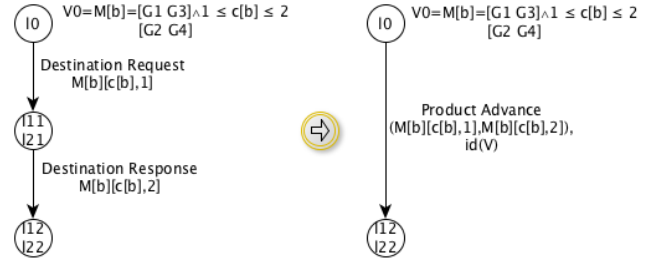 I0
V0=M[b]=[G1 G3]∧1 ≤ c[b] ≤ 2
[G2 G4]
Destination Request
M[b][c[b],1]
I11
I21
Destination Response
M[b][c[b],2]
I12
I22
I0
V0=M[b]=[G1 G3]∧1 ≤ c[b] ≤ 2
[G2 G4]
Product Advance
(M[b][c[b],1],M[b][c[b],2]),
id(V)
I12
I22